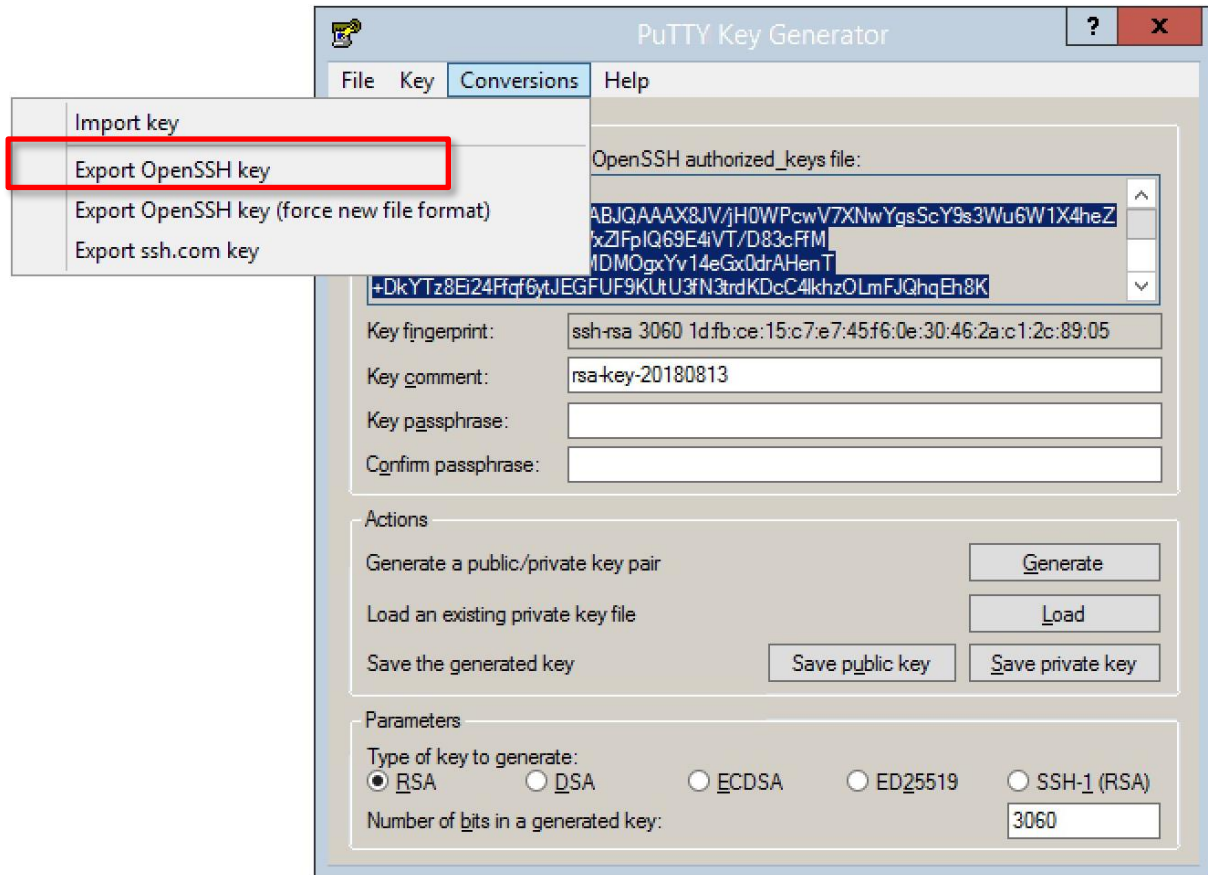 PuTTY Key Generator
? X
File Key Conversions Help
Import key
Export OpenSSH key
Export OpenSSH key (force new file format)
Export ssh.com key
OpenSSH authorized_keys file:
ABJQAAAX8JV/jH0WPcwV7XNwYgsScY9s3Wu6W1X4heZ
+DkYTz8Ei24Ffqf6ytJEGFUF9KUtU3fN3trdKDcC4lkhzOLmFJQhqEh8K
Key fingerprint: ssh-rsa 3060 1d:fb:ce:15:c7:e7:45:f6:0e:30:46:2a:c1:2c:89:05
Key comment: rsa-key-20180813
Key passphrase:
Confirm passphrase:
Actions
Generate a public/private key pair Generate
Load an existing private key file Load
Save the generated key Save public key Save private key
Parameters
Type of key to generate:
RSA DSA ECDSA ED25519 SSH-1 (RSA)
Number of bits in a generated key: 3060